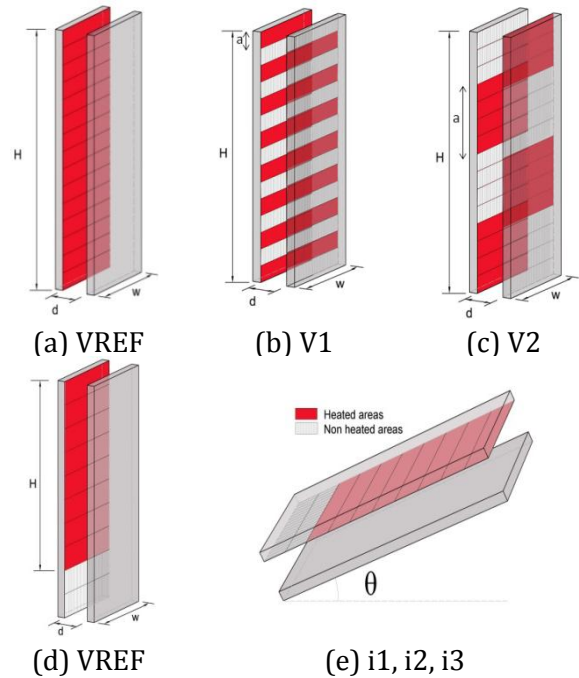 H
d
w
(a) VREF
a
H
d
w
(b) V1
a
H
d
w
(c) V2
H
d
w
(d) VREF
Heated areas
Non heated areas
θ
(e) i1, i2, i3